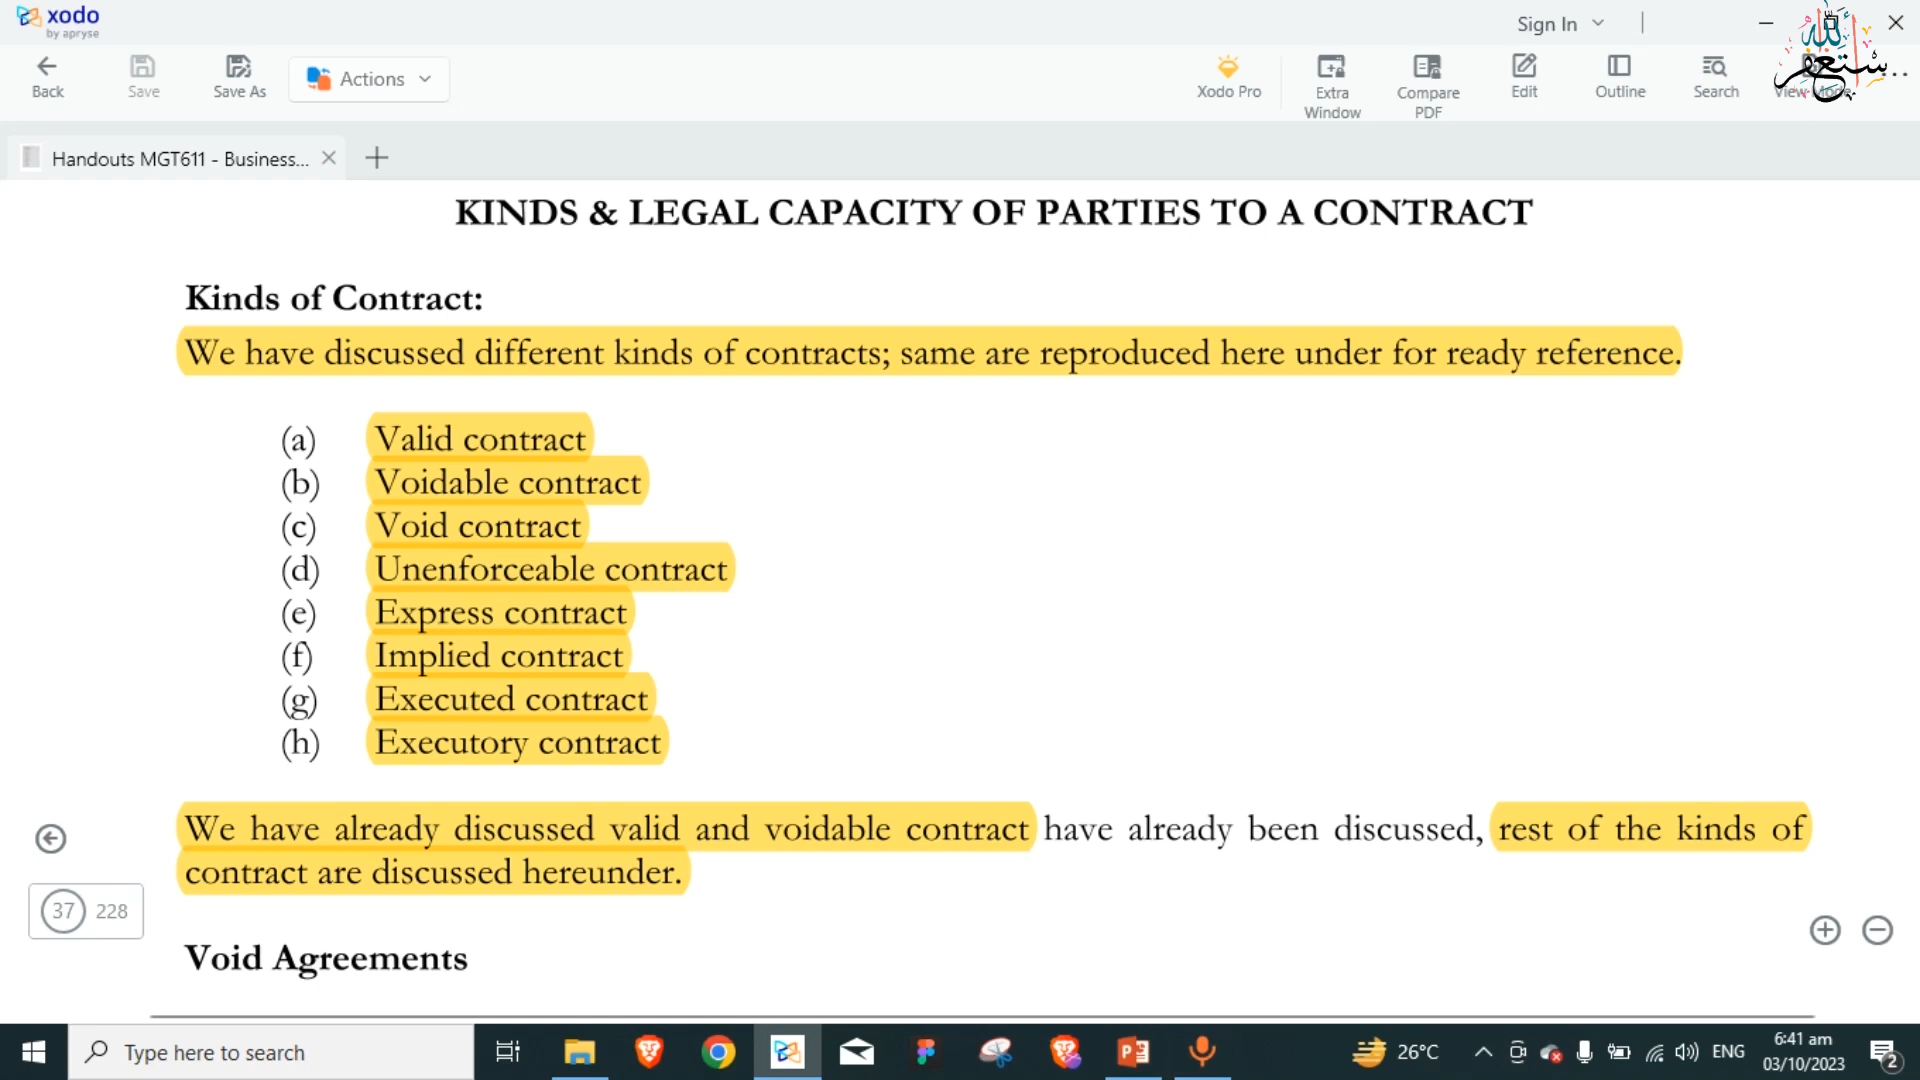 xodo
by apryse
Sign In
Back
Save
Save As
Actions
Xodo Pro
Extra Window
Compare PDF
Edit
Outline
Search
View Mode
أستغفر الله
Handouts MGT611 - Business...
KINDS & LEGAL CAPACITY OF PARTIES TO A CONTRACT
Kinds of Contract:
We have discussed different kinds of contracts; same are reproduced here under for ready reference.
(a) Valid contract
(b) Voidable contract
(c) Void contract
(d) Unenforceable contract
(e) Express contract
(f) Implied contract
(g) Executed contract
(h) Executory contract
We have already discussed valid and voidable contract have already been discussed, rest of the kinds of
contract are discussed hereunder.
37 228
Void Agreements
Type here to search
26°C
ENG
6:41 am
03/10/2023
2